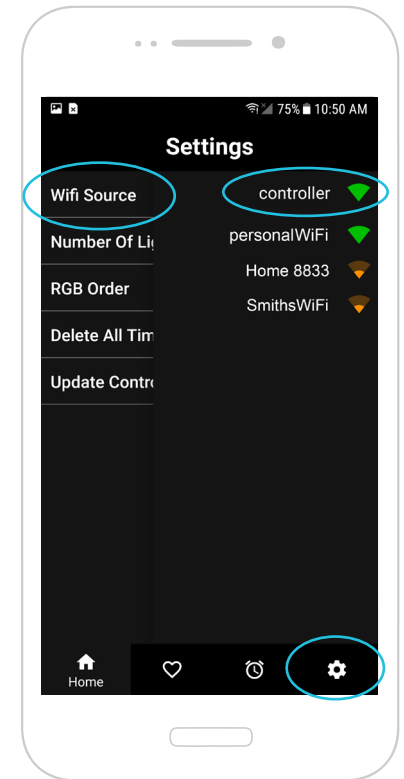 75% 10:50 AM
Settings
Wifi Source
controller
Number Of Li
personalWiFi
RGB Order
Home 8833
SmithsWiFi
Delete All Tim
Update Contro
Home